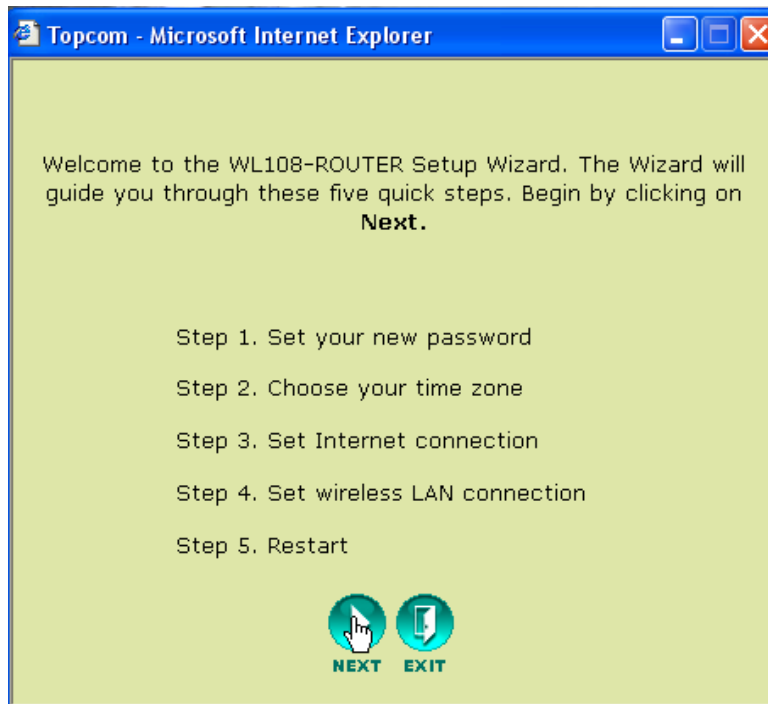 Topcom - Microsoft Internet Explorer
Welcome to the WL108-ROUTER Setup Wizard. The Wizard will
guide you through these five quick steps. Begin by clicking on
Next.
Step 1. Set your new password
Step 2. Choose your time zone
Step 3. Set Internet connection
Step 4. Set wireless LAN connection
Step 5. Restart
NEXT EXIT